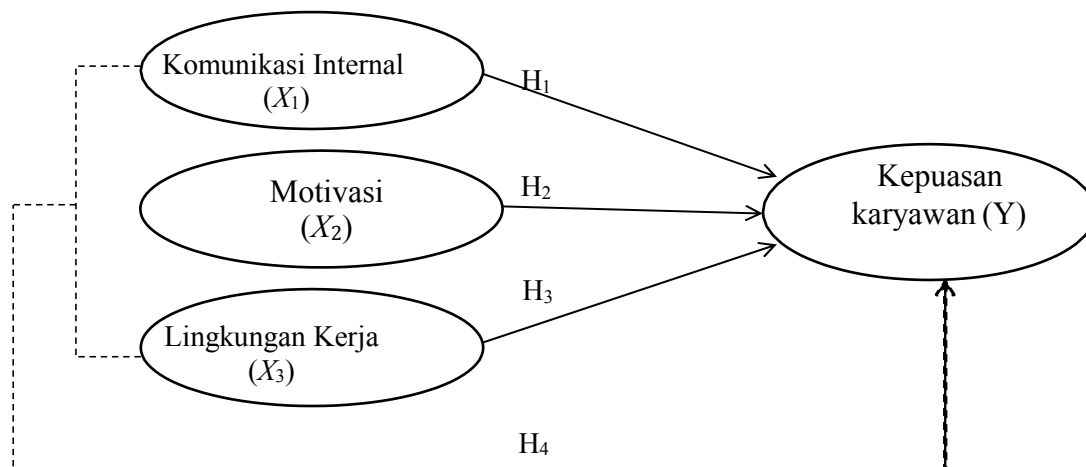 Komunikasi Internal
(X₁)
H₁
Motivasi
(X₂)
H₂
Kepuasan
karyawan (Y)
Lingkungan Kerja
(X₃)
H₃
H₄